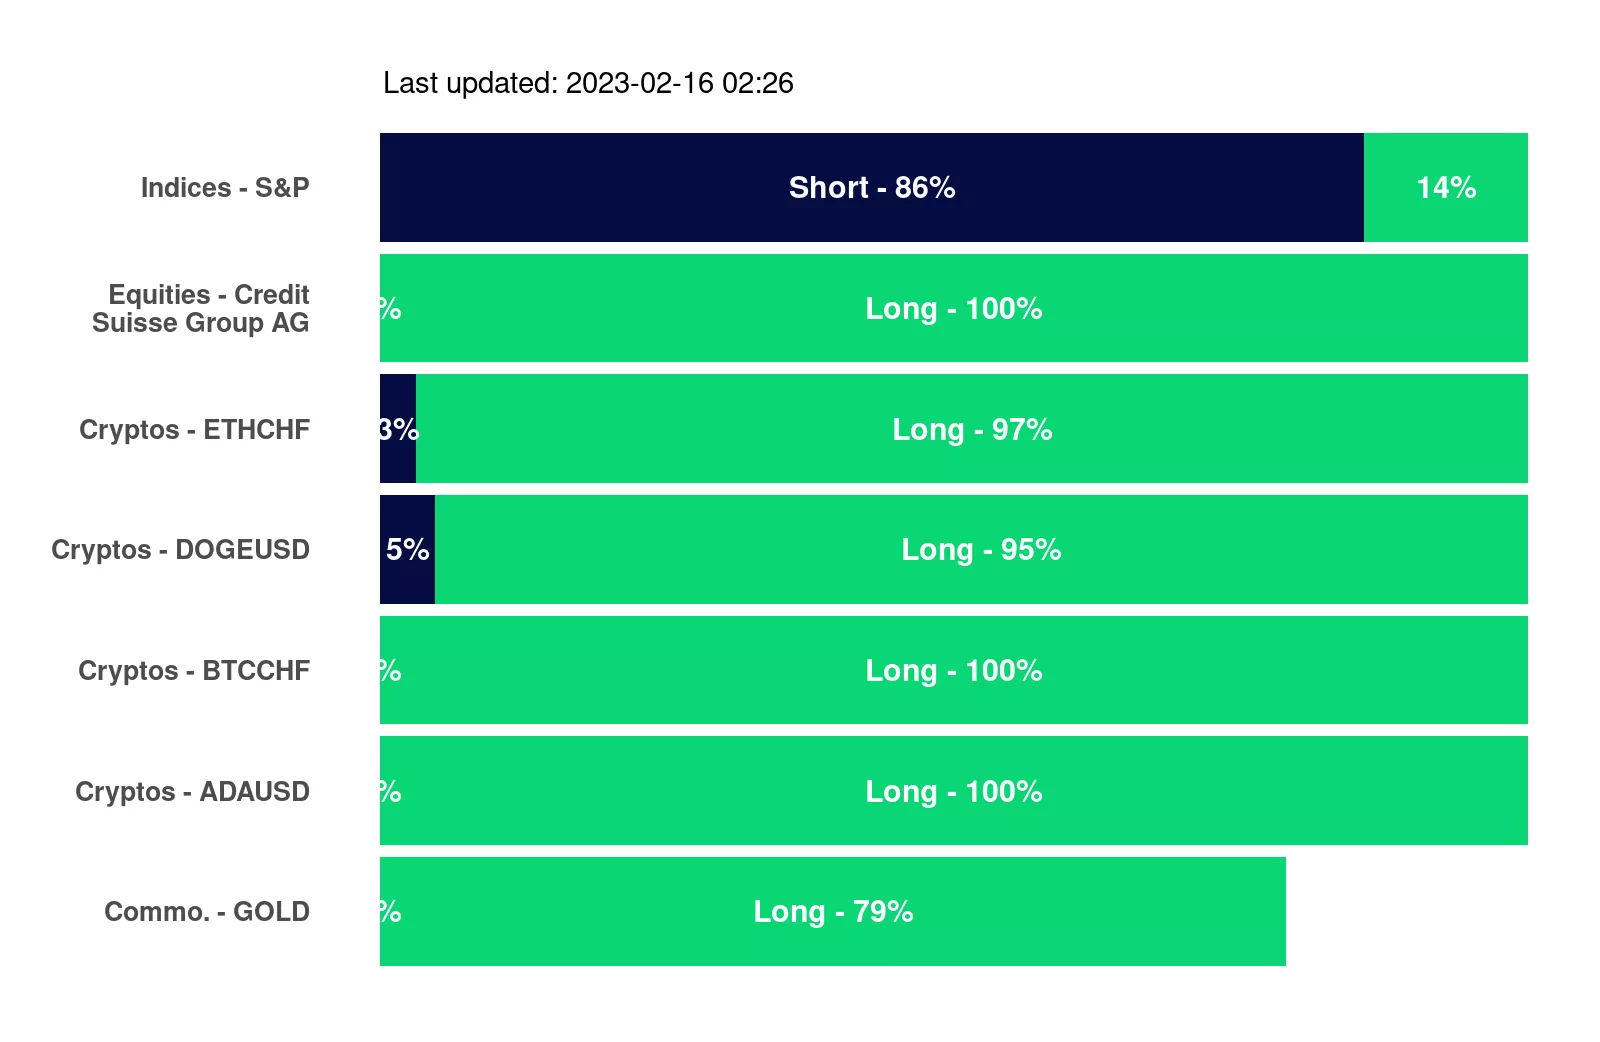 Last updated: 2023-02-16 02:26
Indices - S&P
Short - 86%
14%
Equities - Credit
Suisse Group AG
%
Long - 100%
Cryptos - ETHCHF
3%
Long - 97%
Cryptos - DOGEUSD
5%
Long - 95%
Cryptos - BTCCHF
%
Long - 100%
Cryptos - ADAUSD
%
Long - 100%
Commo. - GOLD
%
Long - 79%